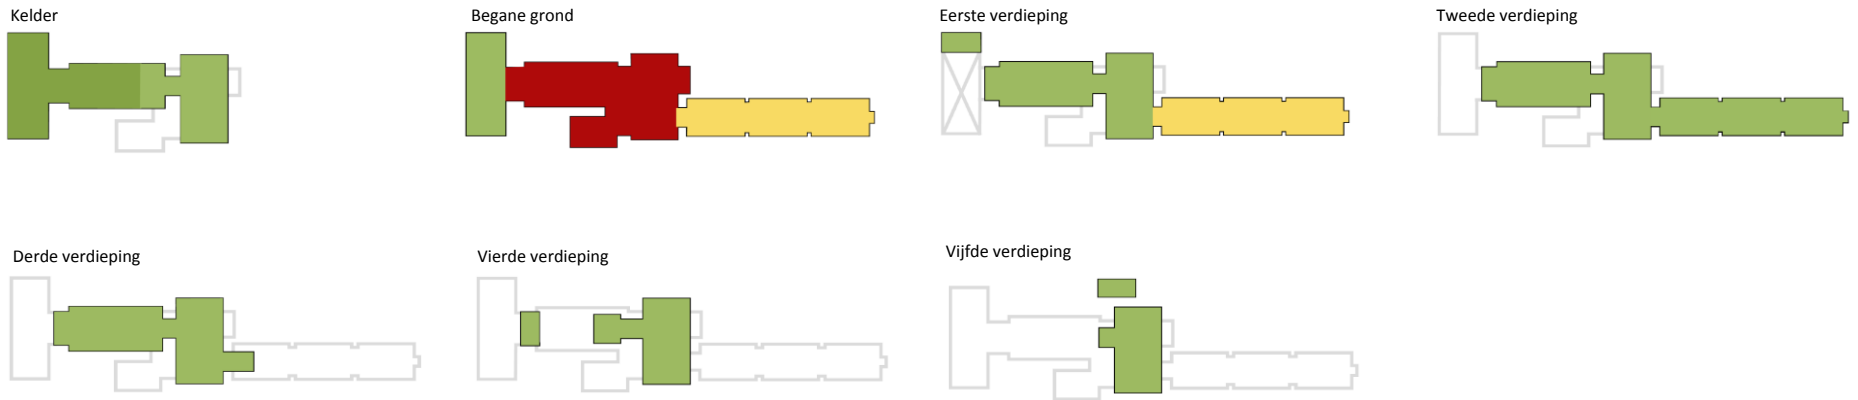 Kelder
Begane grond
Eerste verdieping
Tweede verdieping
Derde verdieping
Vierde verdieping
Vijfde verdieping